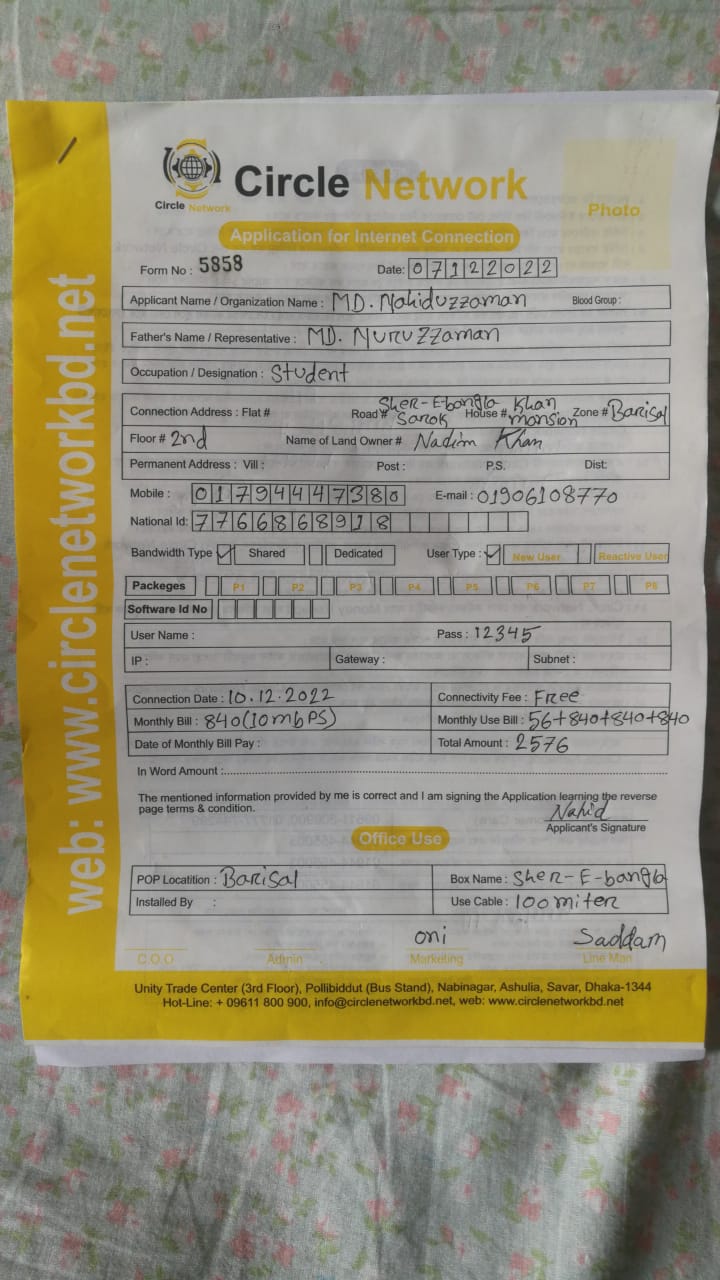 Circle Network
Circle Network
Photo
Application for Internet Connection
Form No : 5858 Date: 07122022
Applicant Name / Organization Name : MD. Nahiduzzaman Blood Group :
Father's Name / Representative : MD. Nuruzzaman
Occupation / Designation : Student
Connection Address : Flat # Road # Sher-E-bangla Sarok House # Khan mansion Zone # Barisal
Floor # 2nd Name of Land Owner # Nadim Khan
Permanent Address : Vill : Post : P.S. Dist:
Mobile : 01794447380 E-mail : 01906108770
National Id: 7766868918
Bandwidth Type Shared Dedicated User Type : New User Reactive User
Packeges P1 P2 P3 P4 P5 P6 P7 P8
Software Id No
User Name : Pass : 12345
IP : Gateway : Subnet :
Connection Date : 10.12.2022 Connectivity Fee : Free
Monthly Bill : 840(10mbPS) Monthly Use Bill : 56+840+840+840
Date of Monthly Bill Pay : Total Amount : 2576
In Word Amount :
The mentioned information provided by me is correct and I am signing the Application learning the reverse
page terms & condition.
Nahid
Applicant's Signature
Office Use
POP Locatition : Barisal Box Name : Sher-E-bangla
Installed By : Use Cable : 100 miter
oni Saddam
C.O.O Admin Marketing Line Man
Unity Trade Center (3rd Floor), Pollibiddut (Bus Stand), Nabinagar, Ashulia, Savar, Dhaka-1344
Hot-Line: + 09611 800 900, info@circlenetworkbd.net, web: www.circlenetworkbd.net
web: www.circlenetworkbd.net